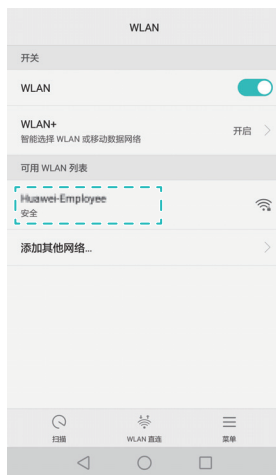 WLAN
开关
WLAN
WLAN+
智能选择 WLAN 或移动数据网络
开启
可用 WLAN 列表
Huawei-Employee
安全
添加其他网络...
扫描
WLAN 直连
菜单